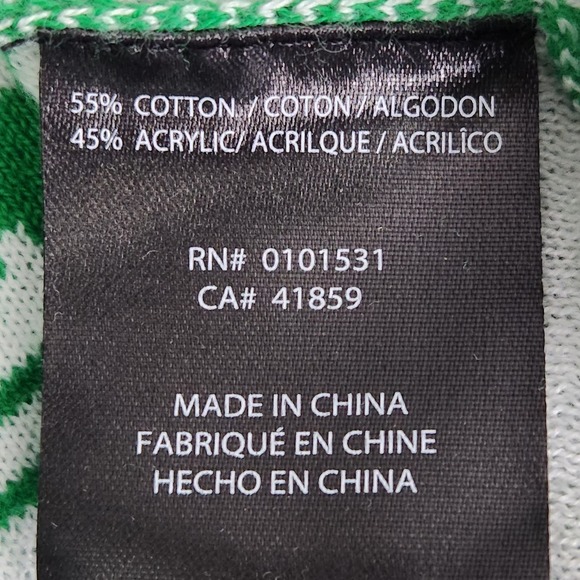 55% COTTON / COTON / ALGODON
45% ACRYLIC/ ACRILQUE / ACRILÎCO
RN# 0101531
CA# 41859
MADE IN CHINA
FABRIQUÉ EN CHINE
HECHO EN CHINA